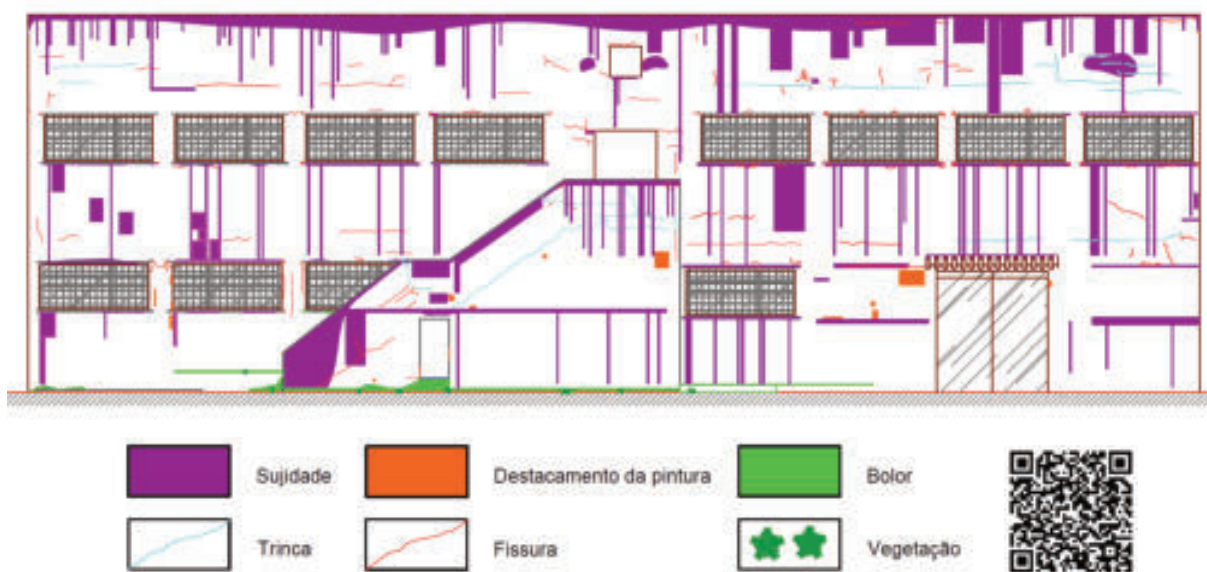 Sujidade
Destacamento da pintura
Bolor
Trinca
Fissura
Vegetação